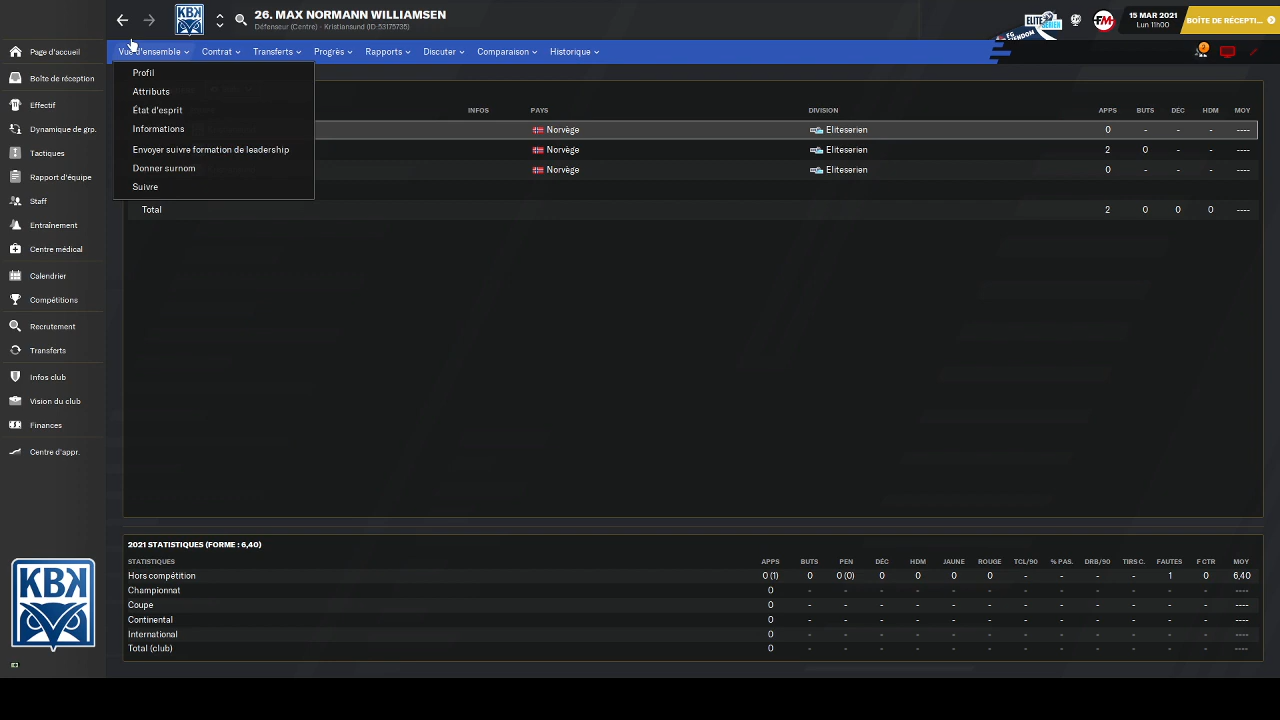 26. MAX NORMANN WILLIAMSEN
Défenseur (Centre) - Kristiansund (ID:53175735)
15 MAR 2021
Lun 11h00
BOÎTE DE RÉCEPTI...
KBK
ELITE SERIEN
FM
EIENDOM
Page d'accueil
Boîte de réception
Effectif
Dynamique de grp.
Tactiques
Rapport d'équipe
Staff
Entraînement
Centre médical
Calendrier
Compétitions
Recrutement
Transferts
Infos club
Vision du club
Finances
Centre d'appr.
KBK
Vue d'ensemble Contrat Transferts Progrès Rapports Discuter Comparaison Historique
Profil
Attributs
État d'esprit
Informations
Envoyer suivre formation de leadership
Donner surnom
Suivre
INFOS PAYS DIVISION APPS BUTS DÉC HDM MOY
Norvège Eliteserien 0 - - - ----
Norvège Eliteserien 2 0 - - ----
Norvège Eliteserien 0 - - - ----
Total 2 0 0 0 ----
2021 STATISTIQUES (FORME : 6,40)
STATISTIQUES APPS BUTS PEN DÉC HDM JAUNE ROUGE TCL/90 % PAS. DRB/90 TIRS C. FAUTES F CTR MOY
Hors compétition 0 (1) 0 0 (0) 0 0 0 0 - - - - 1 0 6,40
Championnat 0 - - - - - - - - - - - - ----
Coupe 0 - - - - - - - - - - - - ----
Continental 0 - - - - - - - - - - - - ----
International 0 - - - - - - - - - - - - ----
Total (club) 0 - - - - - - - - - - - - ----